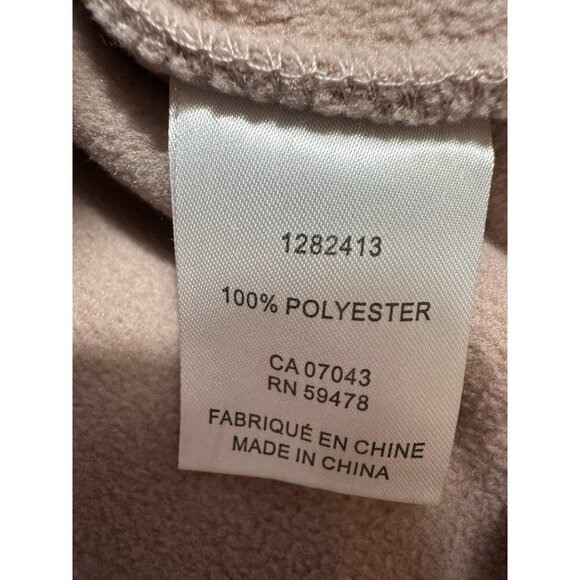 1282413
100% POLYESTER
CA 07043
RN 59478
FABRIQUÉ EN CHINE
MADE IN CHINA